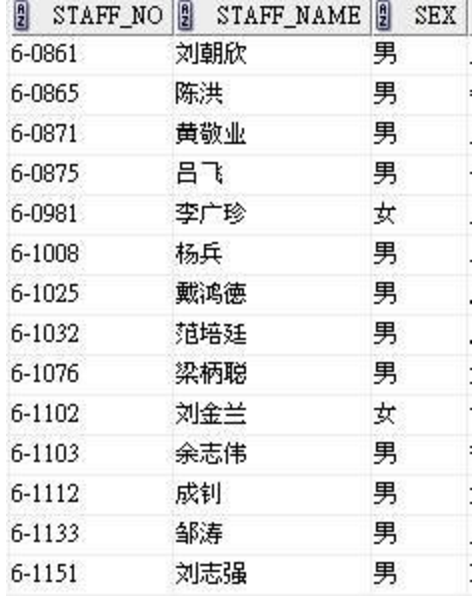 STAFF_NO STAFF_NAME SEX
6-0861 刘朝欣 男
6-0865 陈洪 男
6-0871 黄敬业 男
6-0875 吕飞 男
6-0981 李广珍 女
6-1008 杨兵 男
6-1025 戴鸿德 男
6-1032 范培廷 男
6-1076 梁柄聪 男
6-1102 刘金兰 女
6-1103 余志伟 男
6-1112 成钊 男
6-1133 邹涛 男
6-1151 刘志强 男